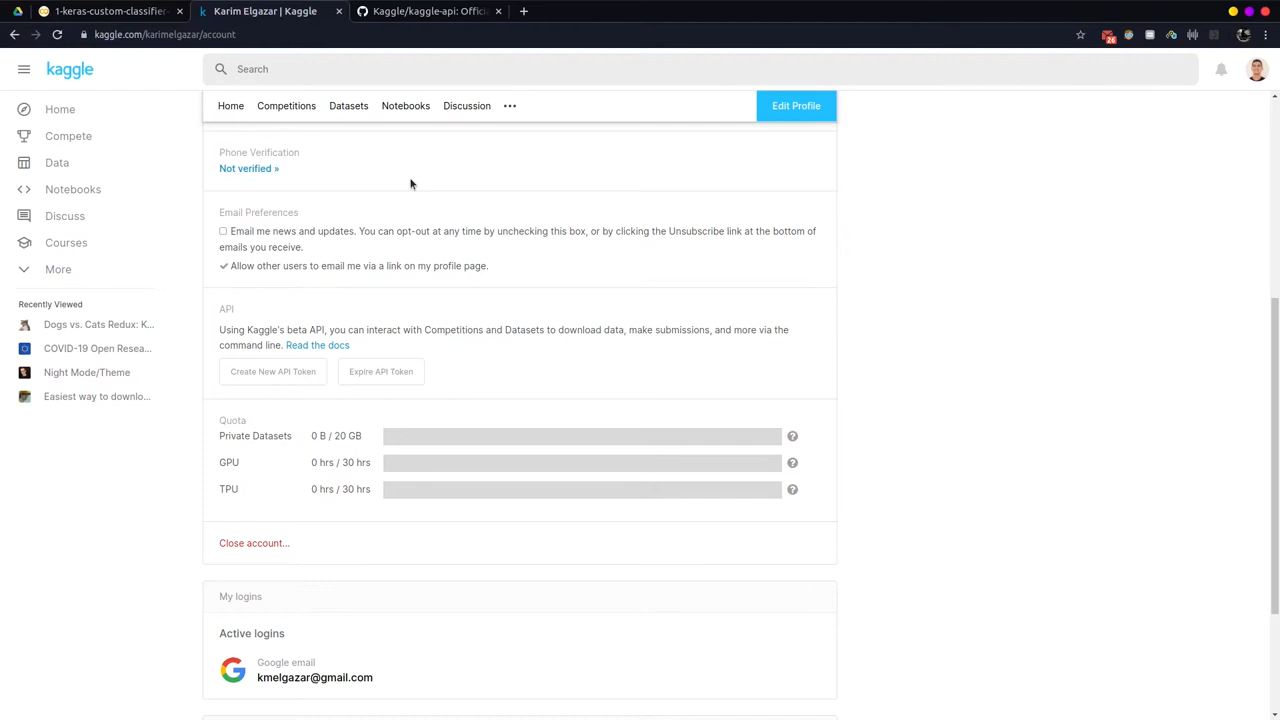 1-keras-custom-classifier-
Karim Elgazar | Kaggle
Kaggle/kaggle-api: Offici
kaggle.com/karimelgazar/account
26
kaggle
Search
Home
Compete
Data
Notebooks
Discuss
Courses
More
Recently Viewed
Dogs vs. Cats Redux: K...
COVID-19 Open Resea...
Night Mode/Theme
Easiest way to downlo...
Home
Competitions
Datasets
Notebooks
Discussion
Edit Profile
Phone Verification
Not verified »
Email Preferences
Email me news and updates. You can opt-out at any time by unchecking this box, or by clicking the Unsubscribe link at the bottom of
emails you receive.
Allow other users to email me via a link on my profile page.
API
Using Kaggle's beta API, you can interact with Competitions and Datasets to download data, make submissions, and more via the
command line. Read the docs
Create New API Token
Expire API Token
Quota
Private Datasets 0 B / 20 GB
GPU 0 hrs / 30 hrs
TPU 0 hrs / 30 hrs
Close account...
My logins
Active logins
Google email
kmelgazar@gmail.com